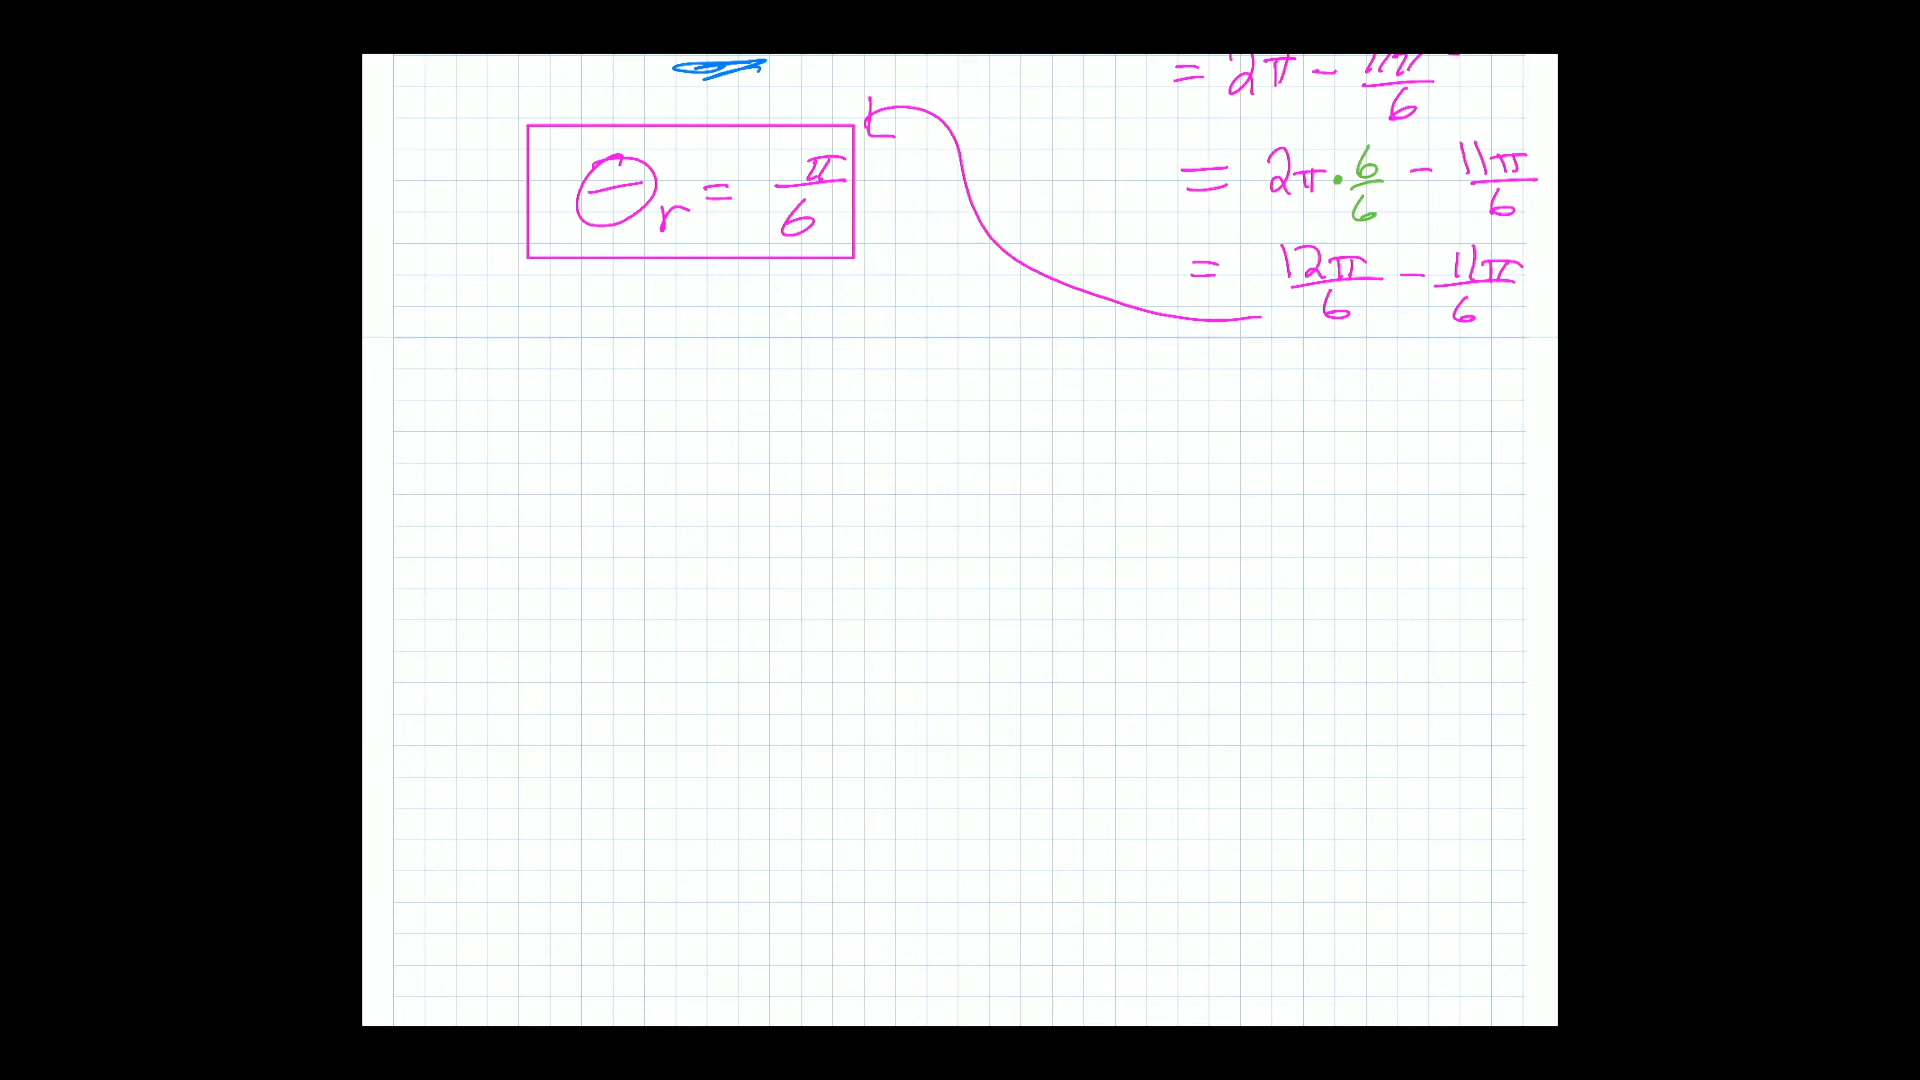 = 2π - 11π/6
θr = π/6
= 2π · 6/6 - 11π/6
= 12π/6 - 11π/6